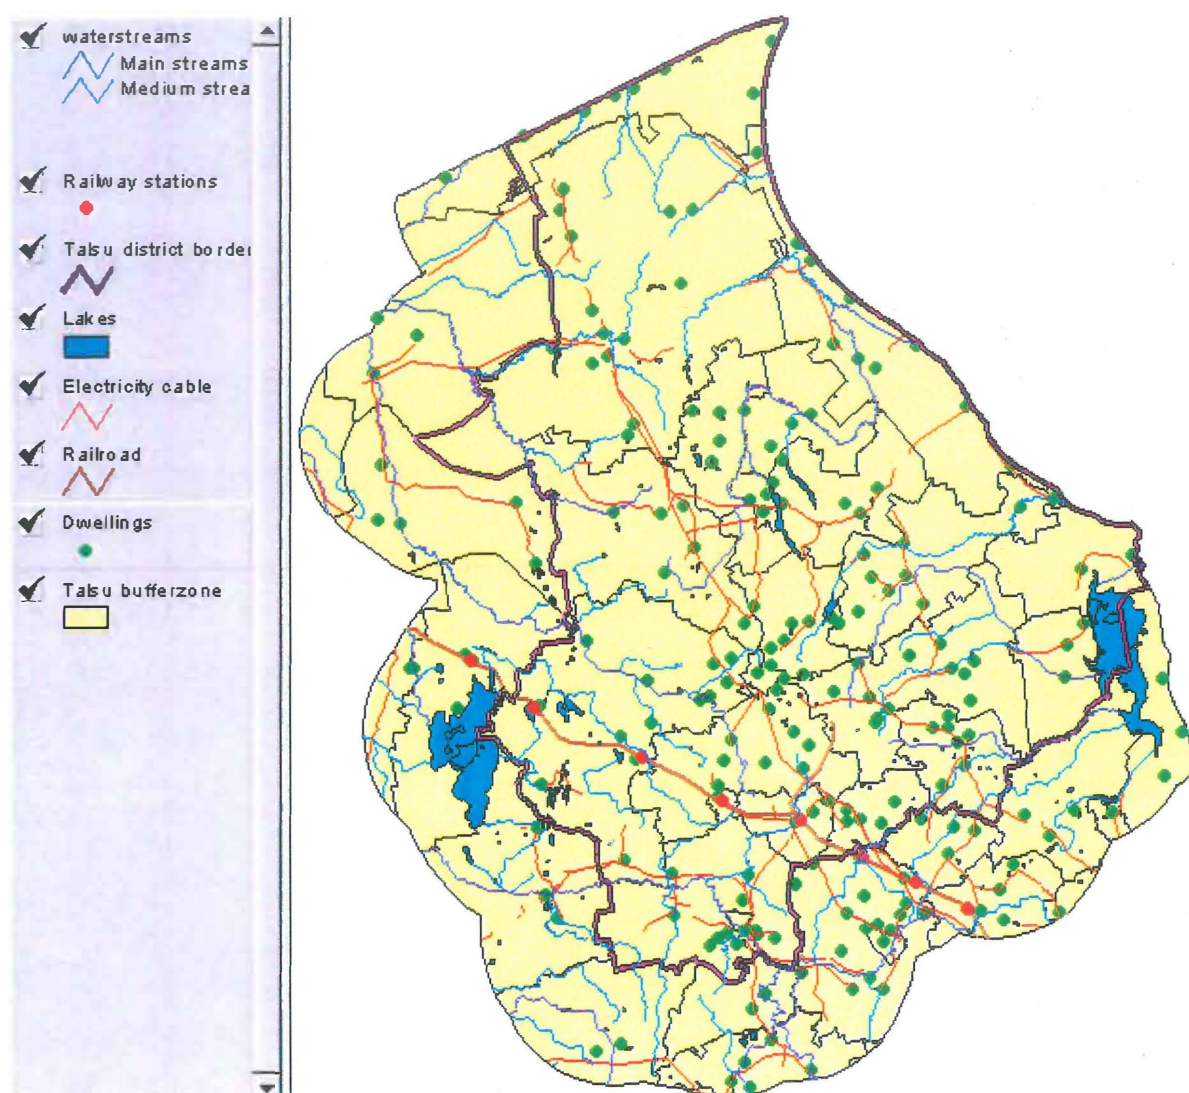 waterstreams
Main streams
Medium strea
Railway stations
Talsu district border
Lakes
Electricity cable
Railroad
Dwellings
Talsu bufferzone